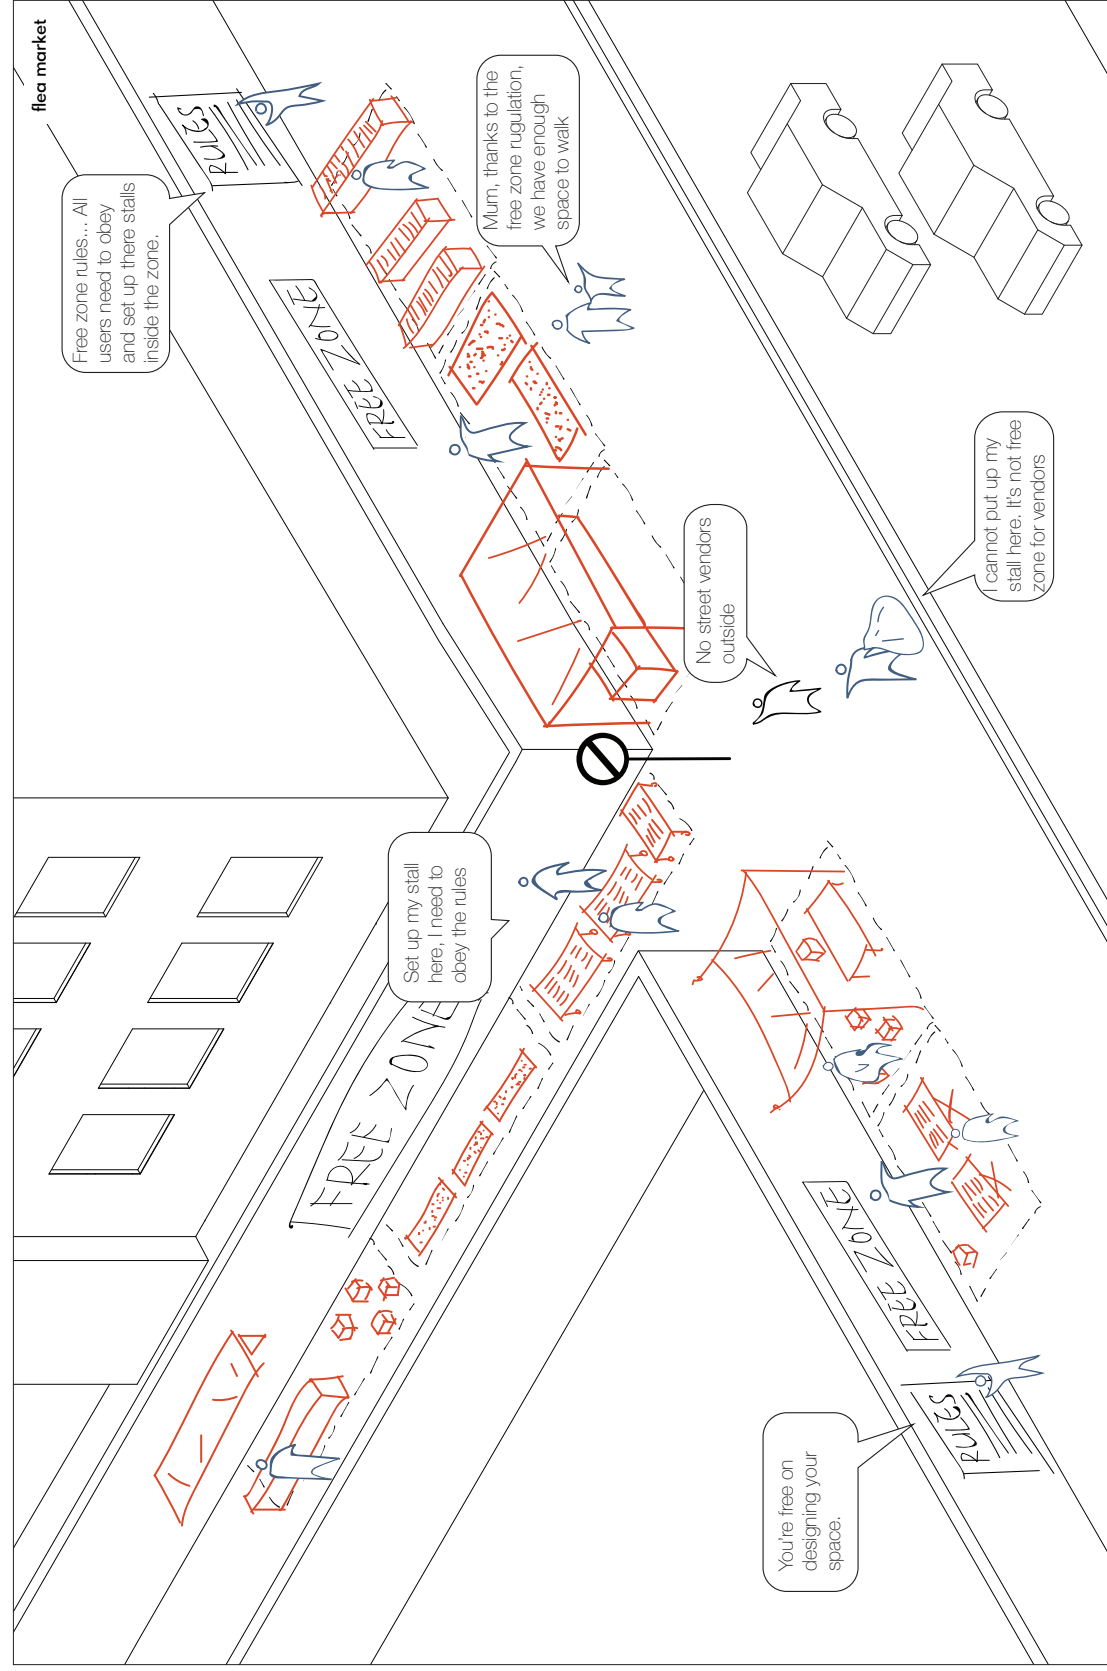 flea market
Free zone rules... All
users need to obey
and set up there stalls
inside the zone.
RULES
FREE ZONE
FREE ZONE
Set up my stall
here, I need to
obey the rules
Mum, thanks to the
free zone rugulation,
we have enough
space to walk
No street vendors
outside
You're free on
designing your
space.
FREE ZONE
RULES
I cannot put up my
stall here. It's not free
zone for vendors